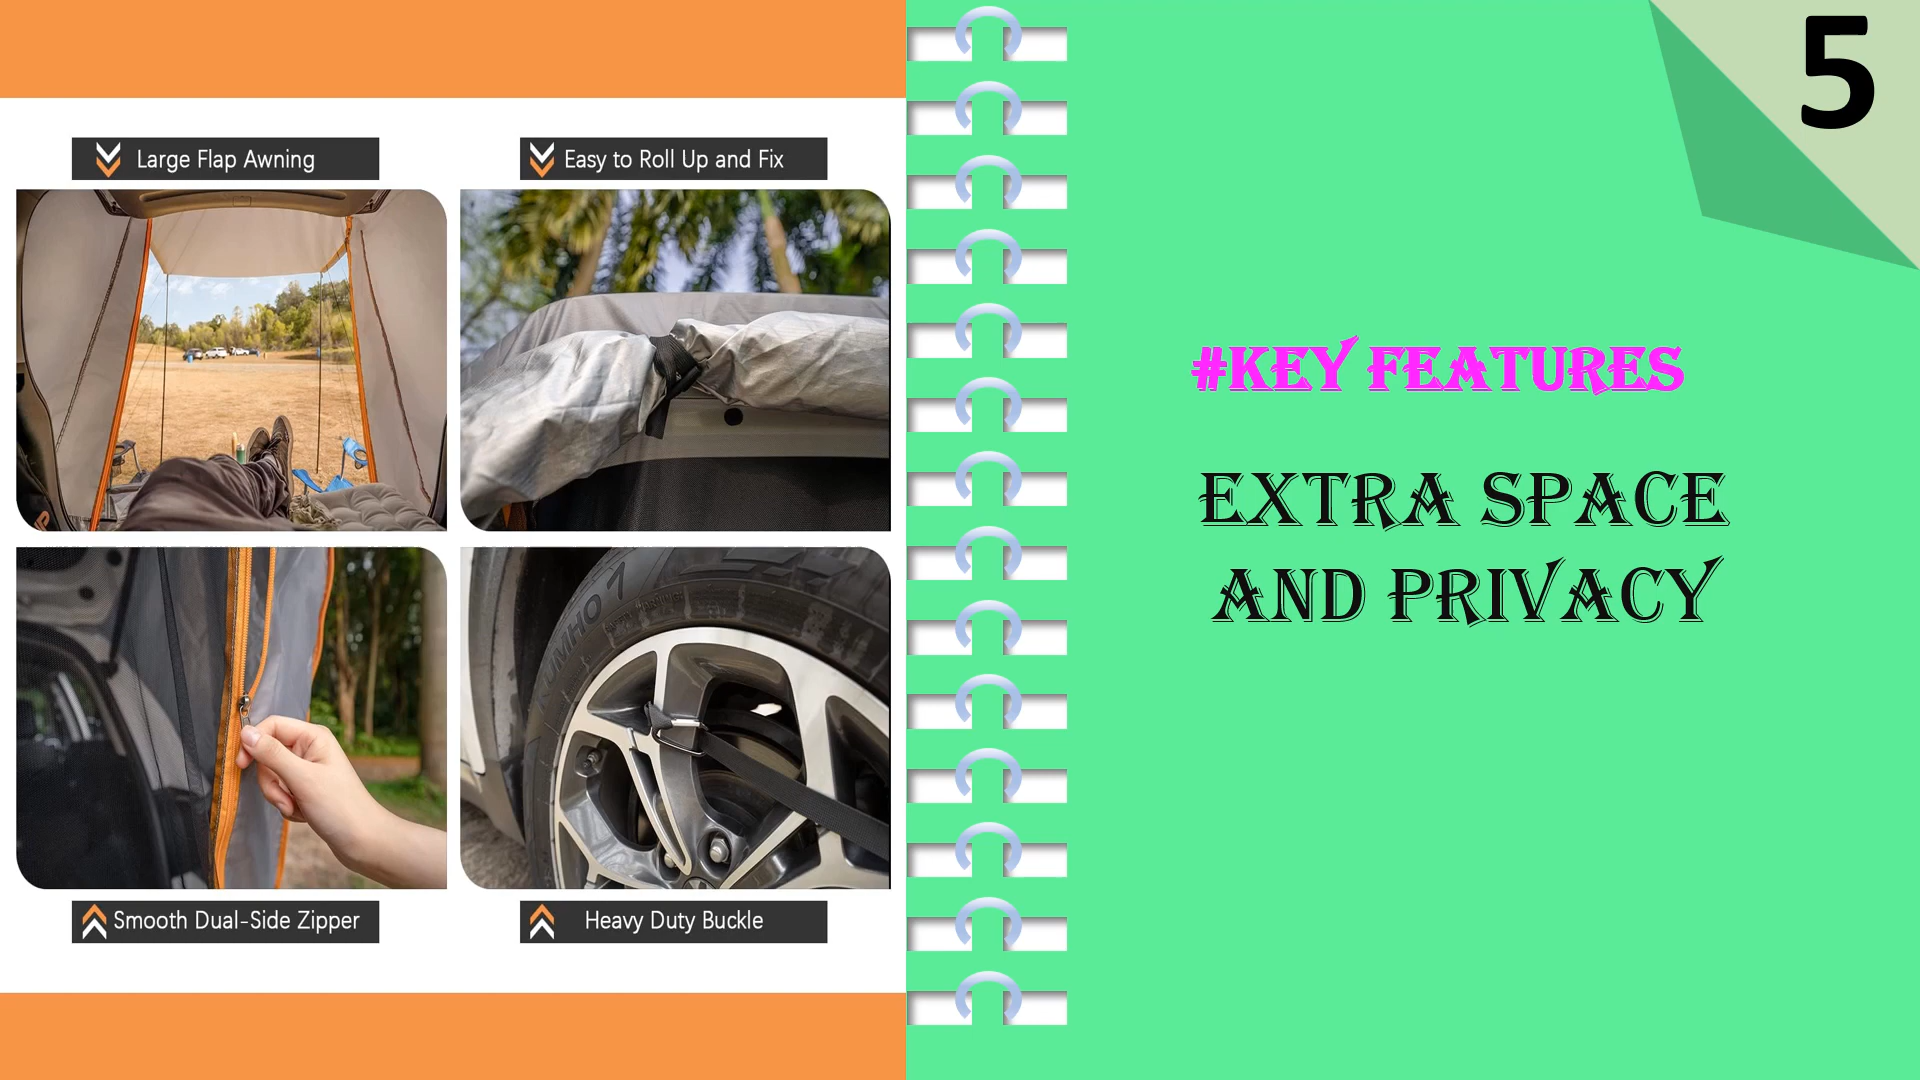 Large Flap Awning
Easy to Roll Up and Fix
KUMHO
Smooth Dual-Side Zipper
Heavy Duty Buckle
5
#KEY FEATURES
EXTRA SPACE
AND PRIVACY